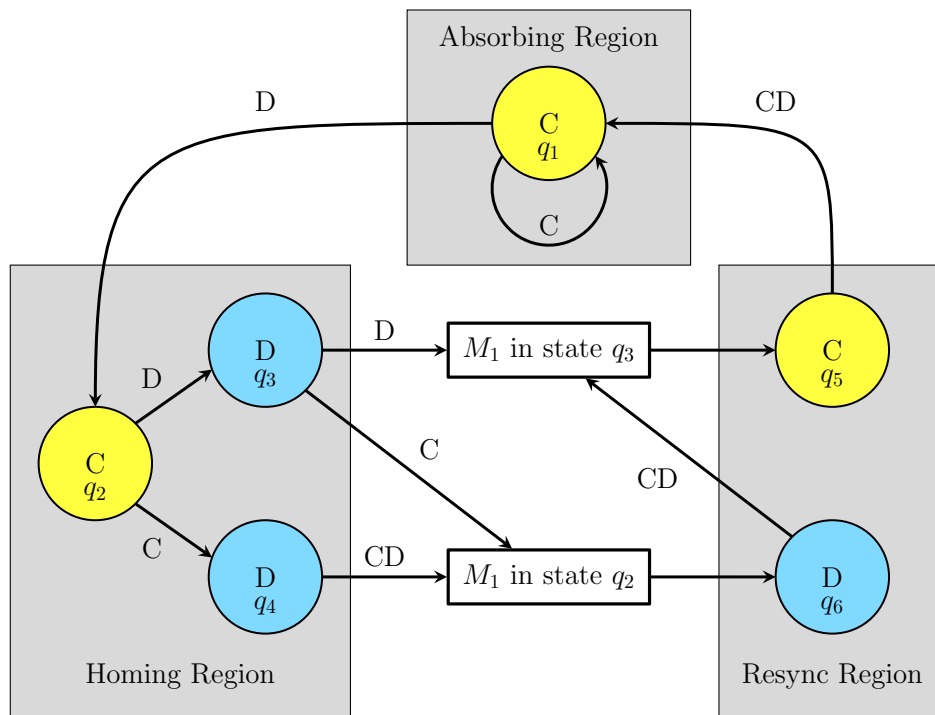 Absorbing Region
D
CD
C
q1
C
D
D
q3
D
M1 in state q3
C
q5
C
q2
C
CD
C
D
q4
CD
M1 in state q2
D
q6
Homing Region
Resync Region